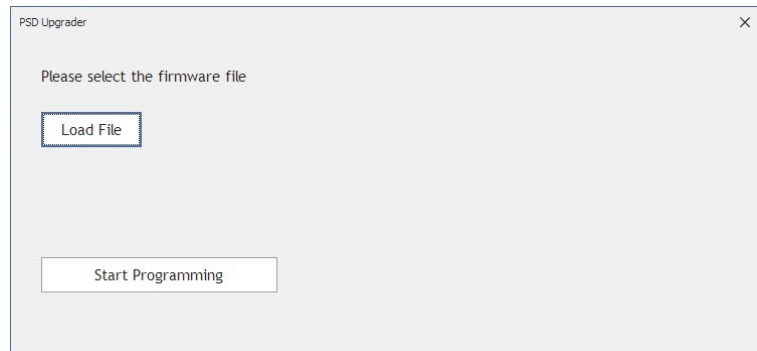 PSD Upgrader
Please select the firmware file
Load File
Start Programming